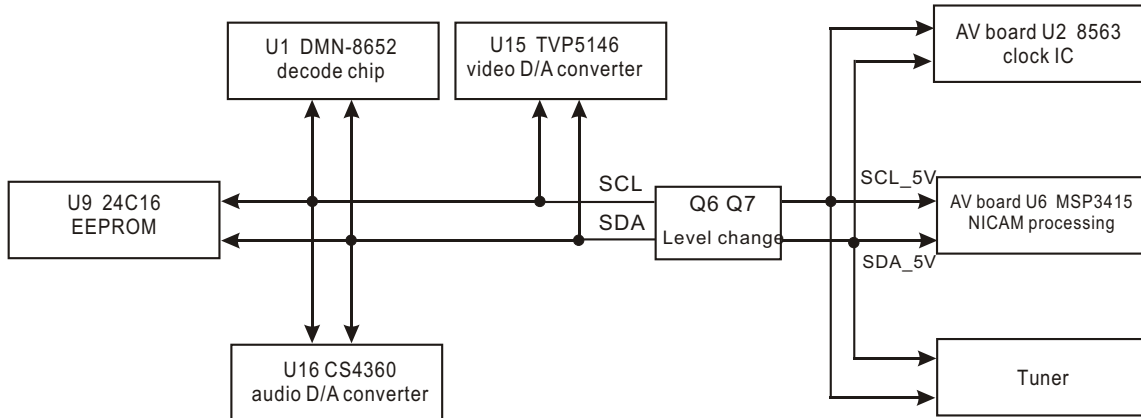 U1 DMN-8652
decode chip
U15 TVP5146
video D/A converter
AV board U2 8563
clock IC
U9 24C16
EEPROM
SCL
SDA
Q6 Q7
Level change
SCL_5V
SDA_5V
AV board U6 MSP3415
NICAM processing
U16 CS4360
audio D/A converter
Tuner